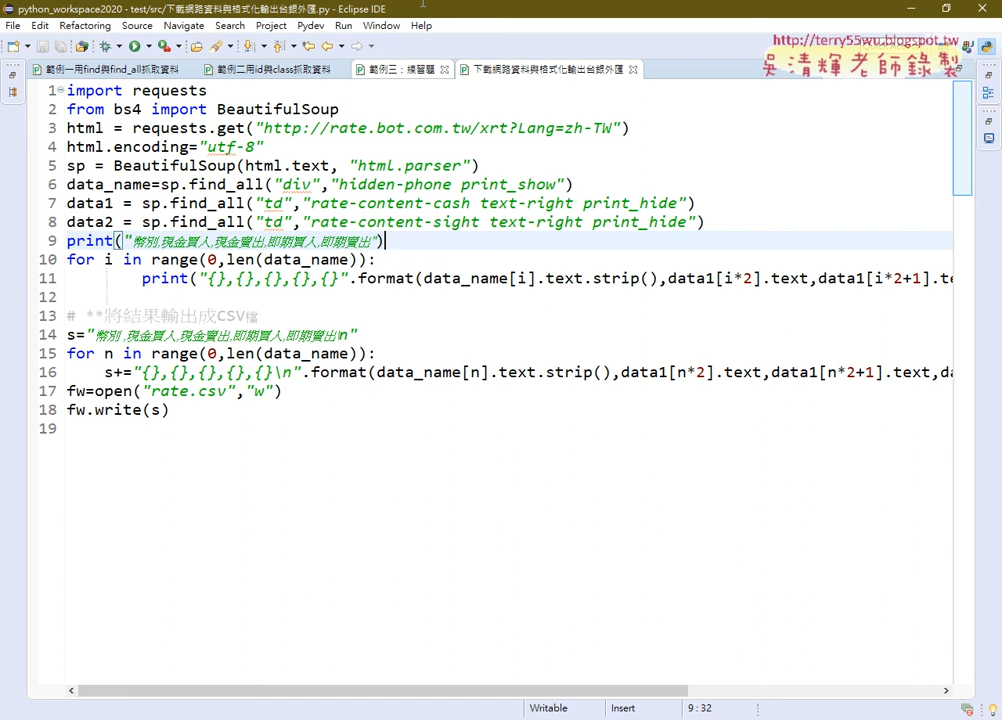 python_workspace2020 - test/src/下載網路資料與格式化輸出台銀外匯.py - Eclipse IDE
File Edit Refactoring Source Navigate Search Project Pydev Run Window Help
http://terry55wu.blogspot.tw
吳清輝老師錄製
範例一用find與find_all抓取資料 範例二用id與class抓取資料 範例三：練習題 下載網路資料與格式化輸出台銀外匯
1 import requests
2 from bs4 import BeautifulSoup
3 html = requests.get("http://rate.bot.com.tw/xrt?Lang=zh-TW")
4 html.encoding="utf-8"
5 sp = BeautifulSoup(html.text, "html.parser")
6 data_name=sp.find_all("div","hidden-phone print_show")
7 data1 = sp.find_all("td","rate-content-cash text-right print_hide")
8 data2 = sp.find_all("td","rate-content-sight text-right print_hide")
9 print("幣別,現金買入,現金賣出,即期買入,即期賣出")
10 for i in range(0,len(data_name)):
11 print("{},{},{},{},{}".format(data_name[i].text.strip(),data1[i*2].text,data1[i*2+1].te
12
13 # **將結果輸出成CSV檔
14 s="幣別 ,現金買入,現金賣出,即期買入,即期賣出\n"
15 for n in range(0,len(data_name)):
16 s+="{},{},{},{},{}\n".format(data_name[n].text.strip(),data1[n*2].text,data1[n*2+1].text,da
17 fw=open("rate.csv","w")
18 fw.write(s)
19
Writable Insert 9 : 32